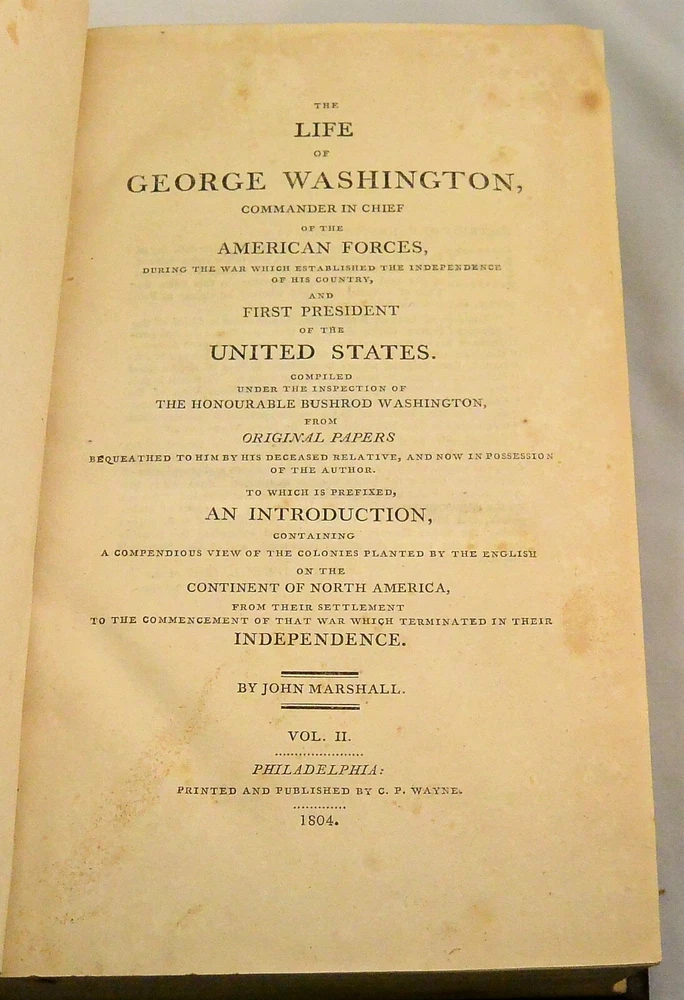 THE
LIFE
OF
GEORGE WASHINGTON,
COMMANDER IN CHIEF
OF THE
AMERICAN FORCES,
DURING THE WAR WHICH ESTABLISHED THE INDEPENDENCE
OF HIS COUNTRY,
AND
FIRST PRESIDENT
OF THE
UNITED STATES.
COMPILED
UNDER THE INSPECTION OF
THE HONOURABLE BUSHROD WASHINGTON,
FROM
ORIGINAL PAPERS
BEQUEATHED TO HIM BY HIS DECEASED RELATIVE, AND NOW IN POSSESSION
OF THE AUTHOR.
TO WHICH IS PREFIXED,
AN INTRODUCTION,
CONTAINING
A COMPENDIOUS VIEW OF THE COLONIES PLANTED BY THE ENGLISH
ON THE
CONTINENT OF NORTH AMERICA,
FROM THEIR SETTLEMENT
TO THE COMMENCEMENT OF THAT WAR WHICH TERMINATED IN THEIR
INDEPENDENCE.
BY JOHN MARSHALL.
VOL. II.
PHILADELPHIA:
PRINTED AND PUBLISHED BY C. P. WAYNE.
1804.